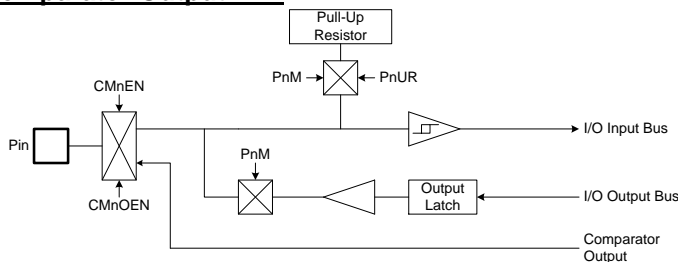 Pull-Up
Resistor
PnM
PnUR
CMnEN
Pin
I/O Input Bus
PnM
Output
Latch
I/O Output Bus
CMnOEN
Comparator
Output